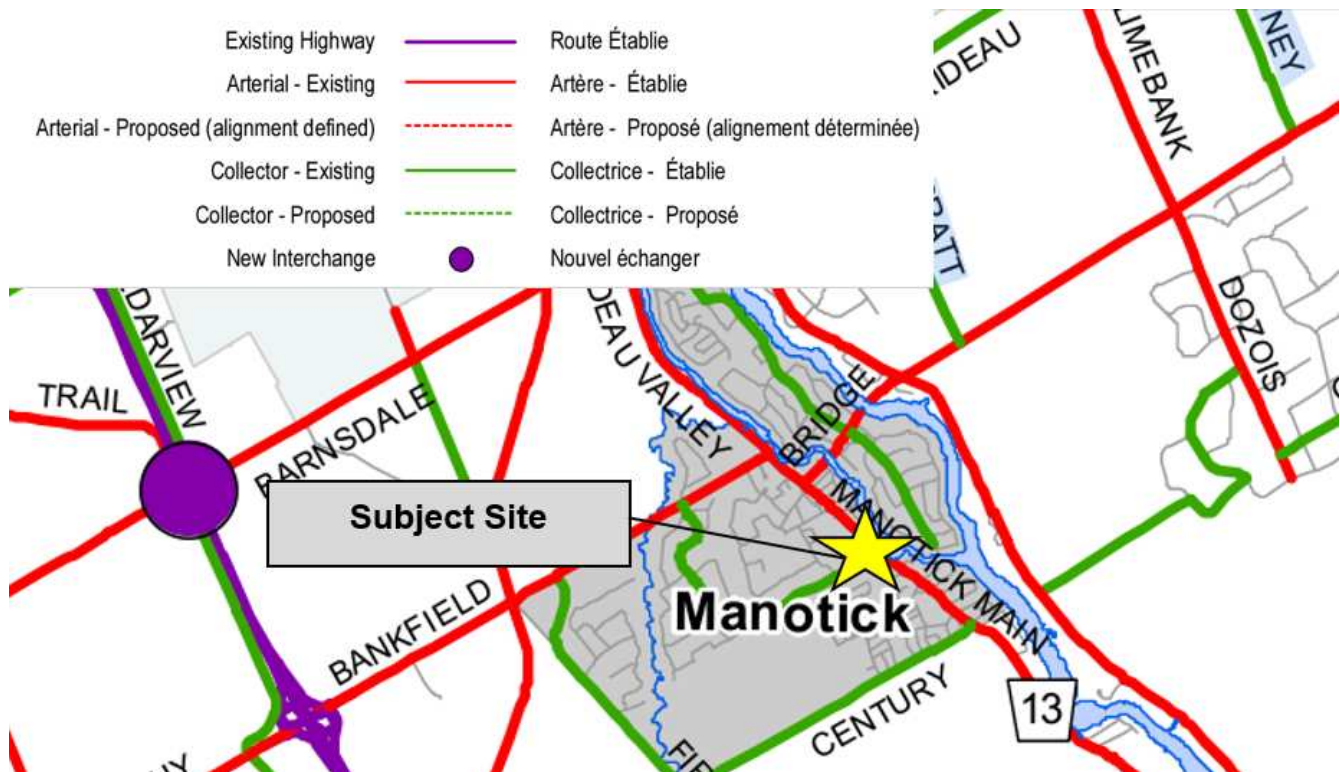 Existing Highway Route Établie
Arterial - Existing Artère - Établie
Arterial - Proposed (alignment defined) Artère - Proposé (alignement déterminée)
Collector - Existing Collectrice - Établie
Collector - Proposed Collectrice - Proposé
New Interchange Nouvel échanger
IDEAU
LIMEBANK
NEY
RATT
DOZOIS
DARVIEW
TRAIL
BARNSDALE
DEAU VALLEY
BRIDGE
Subject Site
MANOTICK MAIN
Manotick
BANKFIELD
CENTURY
13